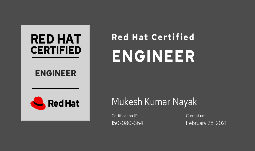 RED HAT
CERTIFIED
ENGINEER
Red Hat
Red Hat Certified
ENGINEER
Mukesh Kumar Nayak